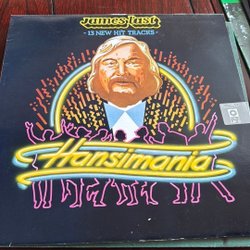 James Last
- 13 NEW HIT TRACKS -
Hansimania